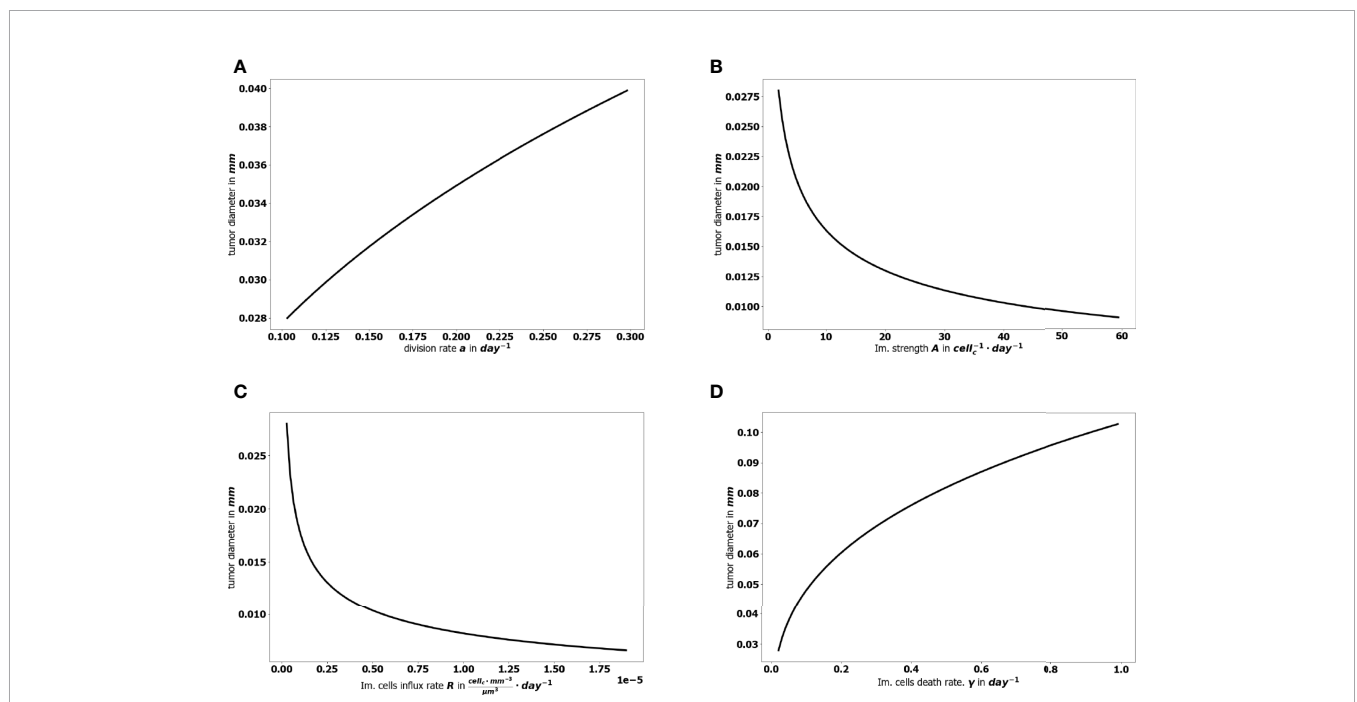 A
tumor diameter in mm
0.040
0.038
0.036
0.034
0.032
0.030
0.028
0.100 0.125 0.150 0.175 0.200 0.225 0.250 0.275 0.300
division rate a in day⁻¹
B
tumor diameter in mm
0.0275
0.0250
0.0225
0.0200
0.0175
0.0150
0.0125
0.0100
0 10 20 30 40 50 60
Im. strength A in cell_c⁻¹ · day⁻¹
C
tumor diameter in mm
0.025
0.020
0.015
0.010
0.00 0.25 0.50 0.75 1.00 1.25 1.50 1.75
1e−5
Im. cells influx rate R in cell_c·mm⁻³/μm³ · day⁻¹
D
tumor diameter in mm
0.10
0.09
0.08
0.07
0.06
0.05
0.04
0.03
0.0 0.2 0.4 0.6 0.8 1.0
Im. cells death rate. γ in day⁻¹